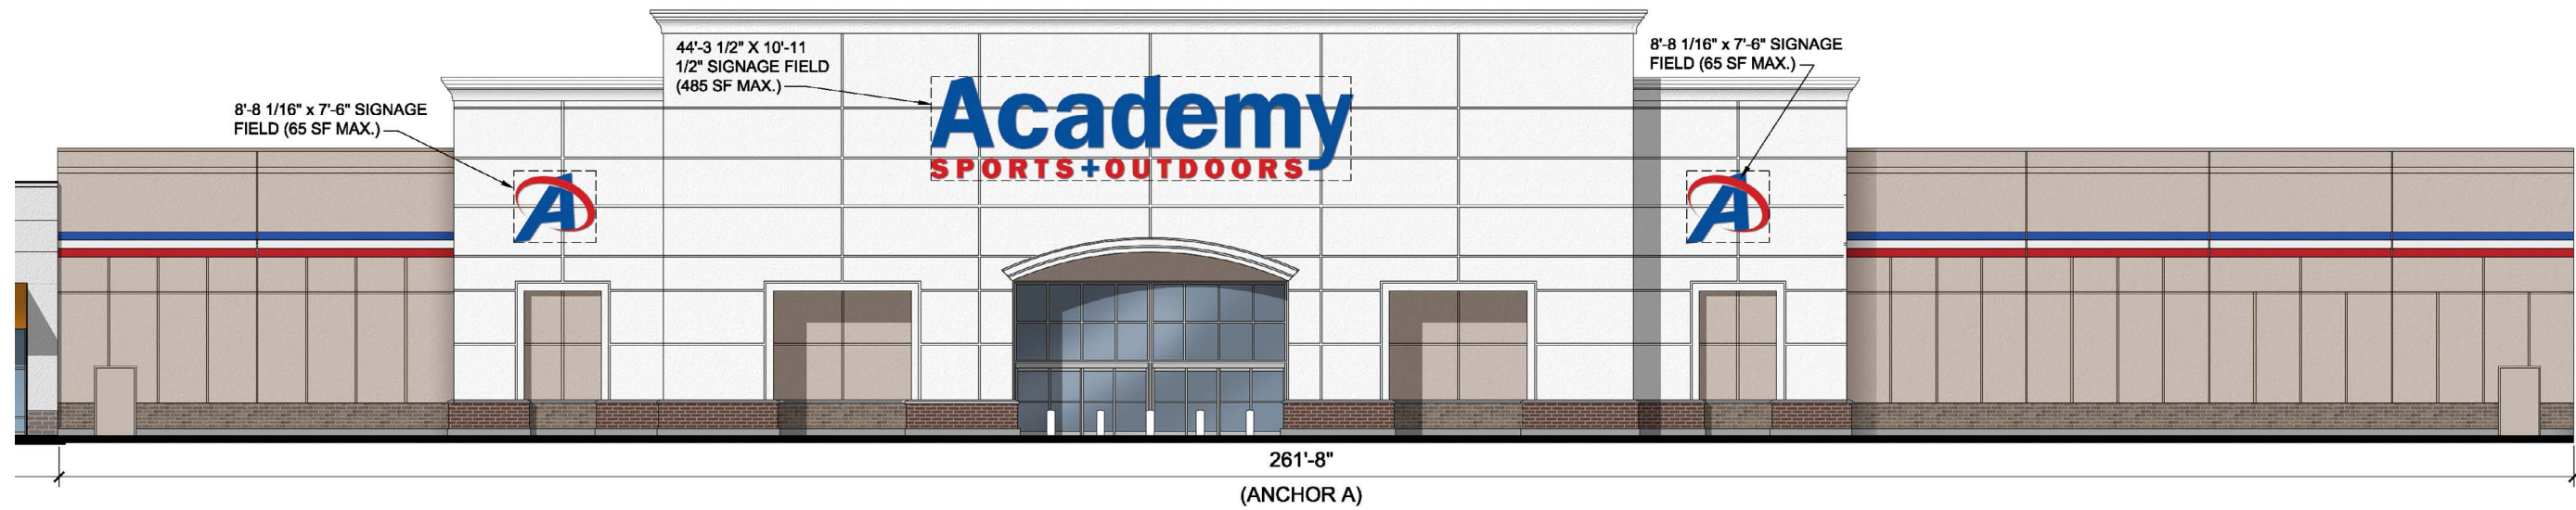 44'-3 1/2" X 10'-11
1/2" SIGNAGE FIELD
(485 SF MAX.)
8'-8 1/16" x 7'-6" SIGNAGE
FIELD (65 SF MAX.)
8'-8 1/16" x 7'-6" SIGNAGE
FIELD (65 SF MAX.)
Academy
SPORTS+OUTDOORS
A
A
261'-8"
(ANCHOR A)